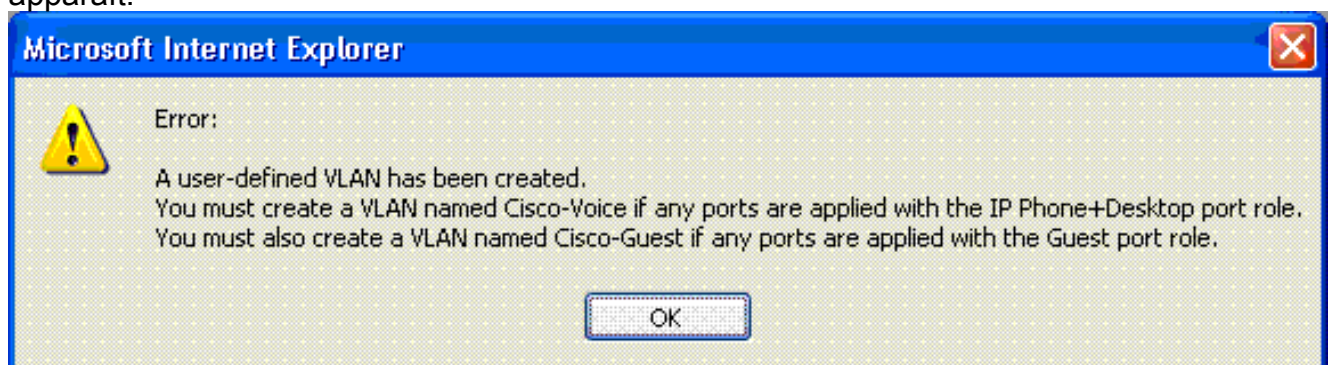 apparaît.
Microsoft Internet Explorer
Error:
A user-defined VLAN has been created.
You must create a VLAN named Cisco-Voice if any ports are applied with the IP Phone+Desktop port role.
You must also create a VLAN named Cisco-Guest if any ports are applied with the Guest port role.
OK